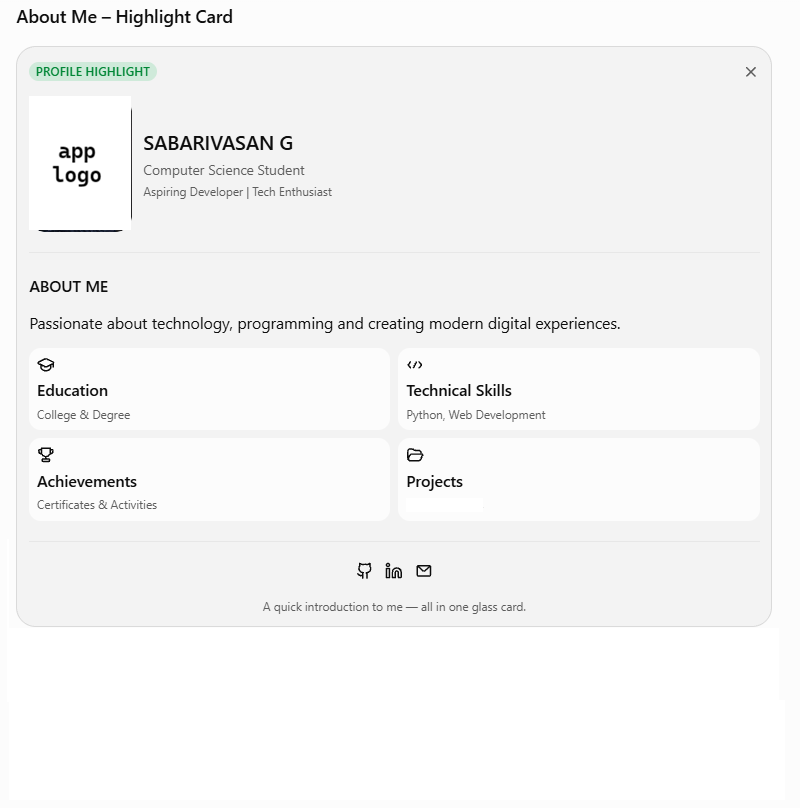 About Me – Highlight Card
PROFILE HIGHLIGHT
app
logo
SABARIVASAN G
Computer Science Student
Aspiring Developer | Tech Enthusiast
ABOUT ME
Passionate about technology, programming and creating modern digital experiences.
Education
College & Degree
Technical Skills
Python, Web Development
Achievements
Certificates & Activities
Projects
A quick introduction to me — all in one glass card.